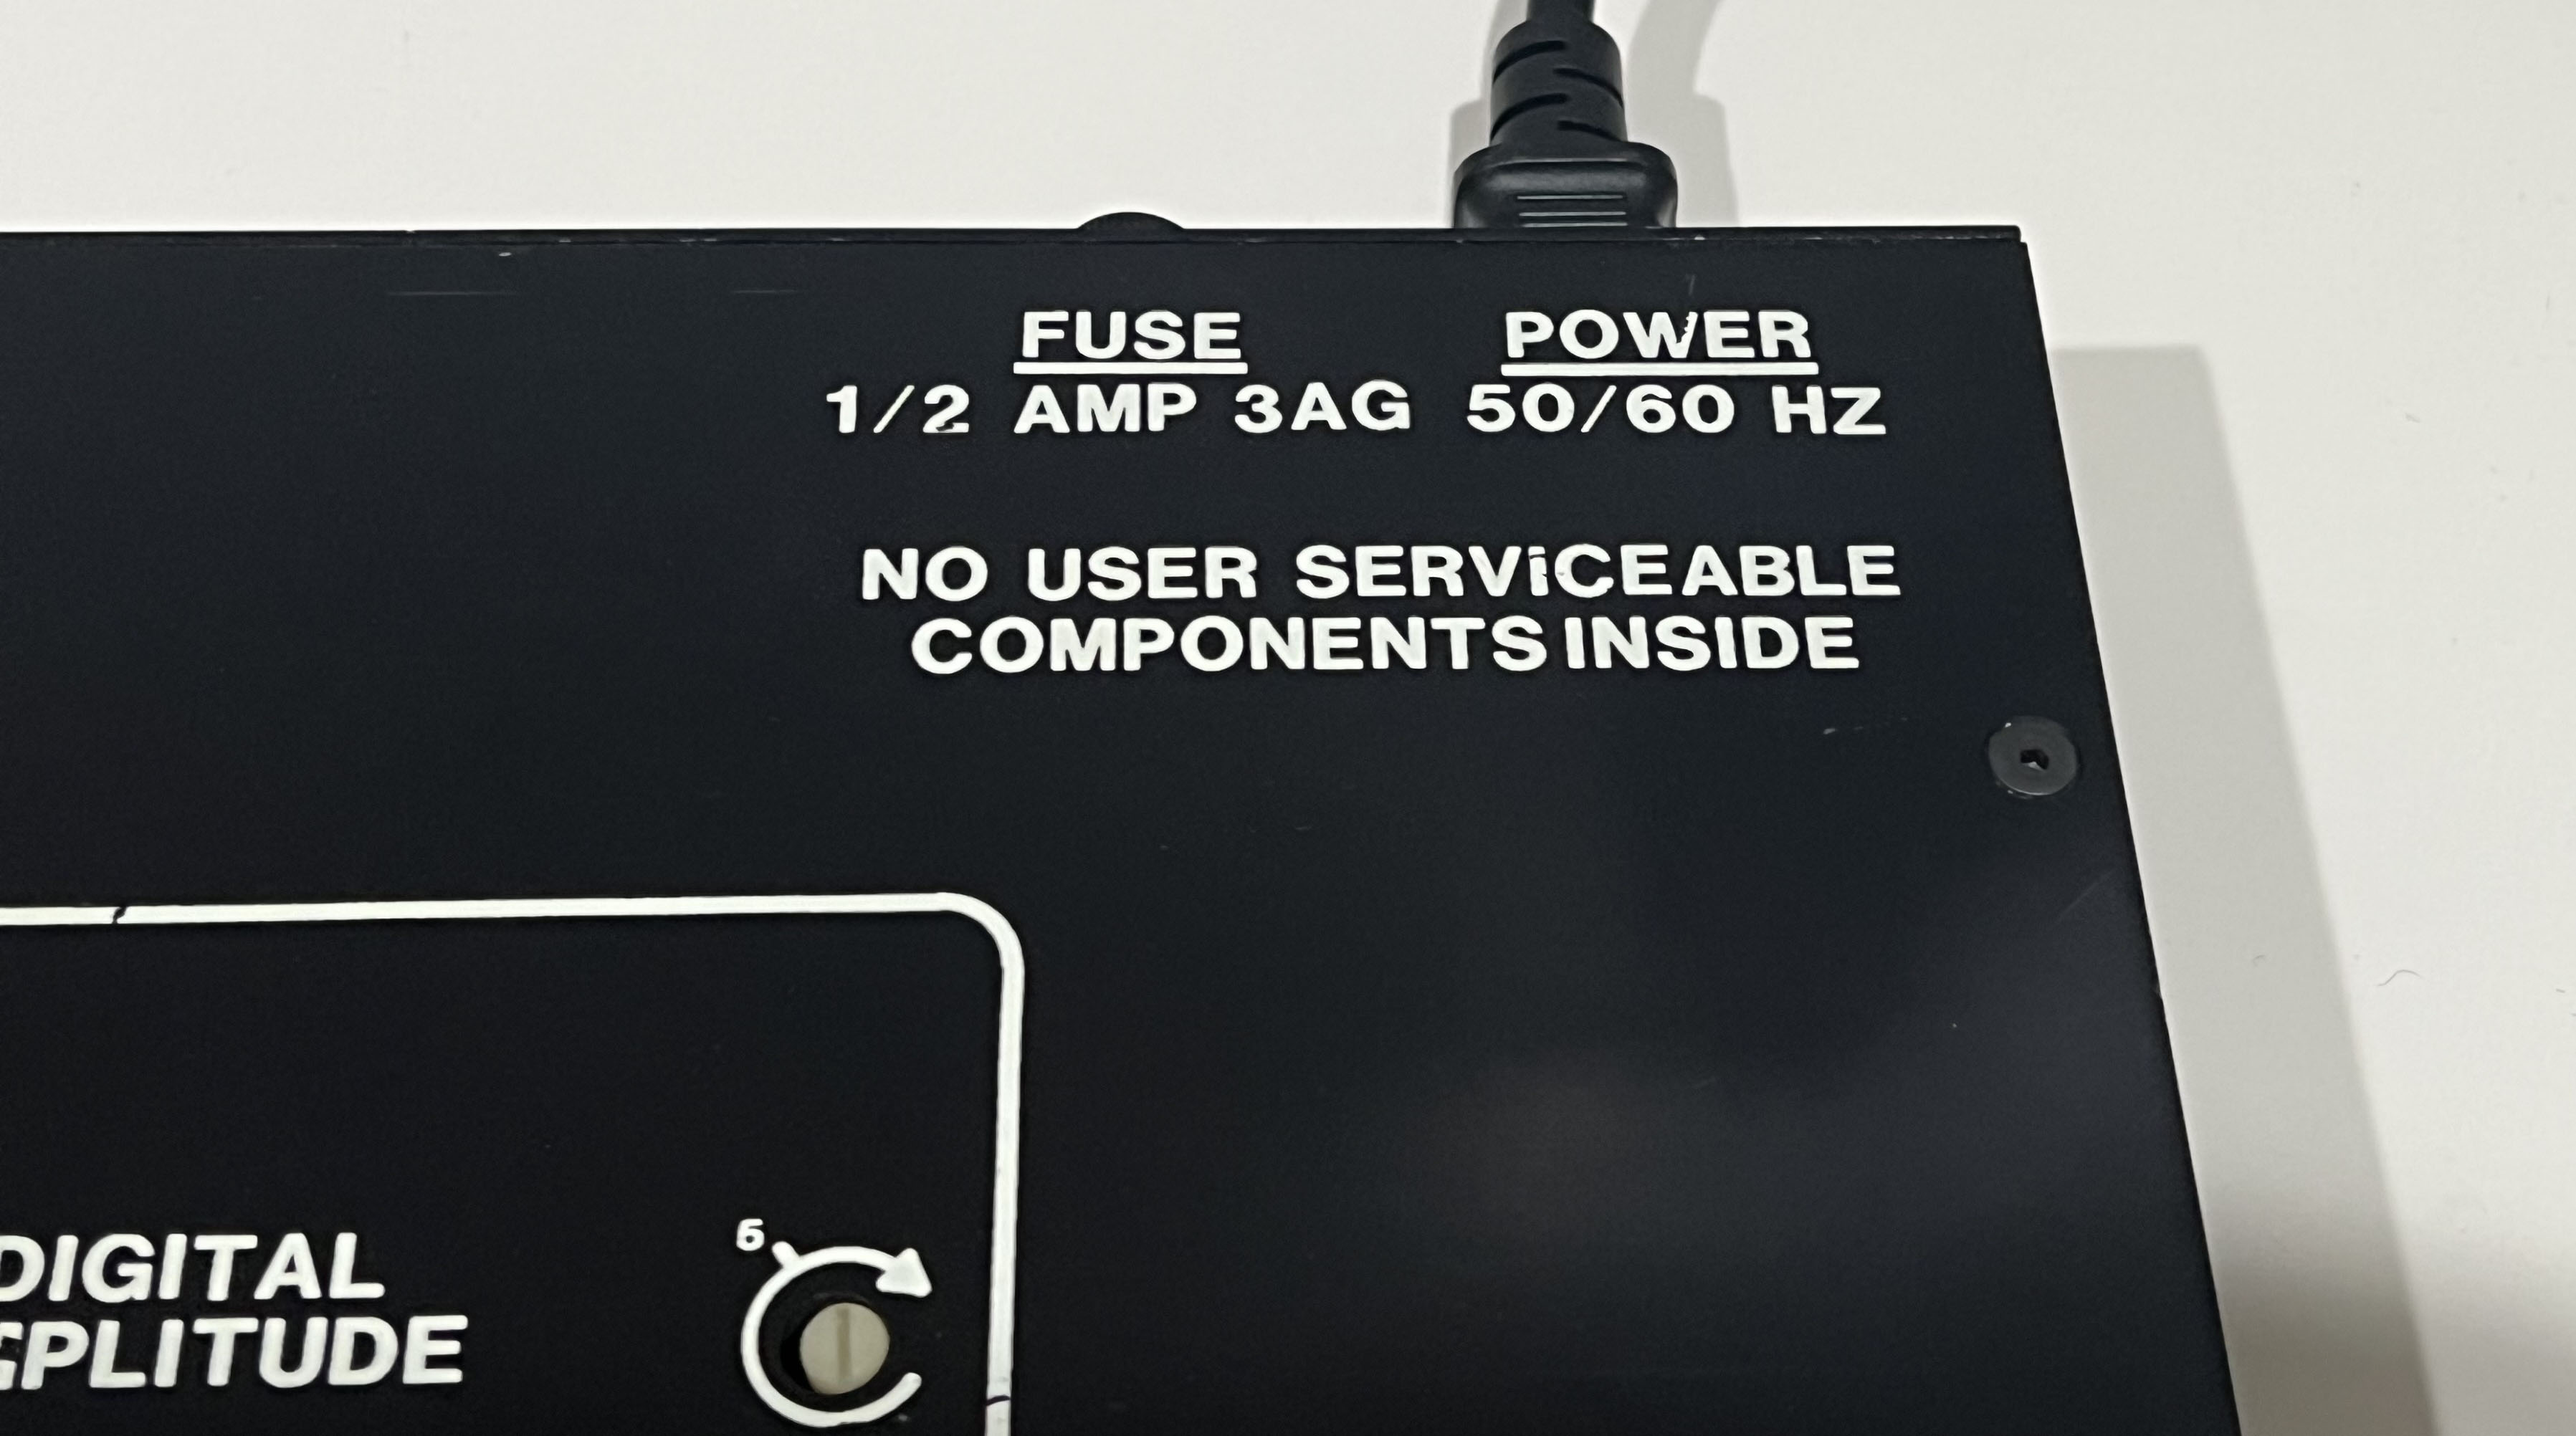 FUSE POWER
1/2 AMP 3AG 50/60 HZ
NO USER SERVICEABLE
COMPONENTS INSIDE
5
DIGITAL
PLITUDE